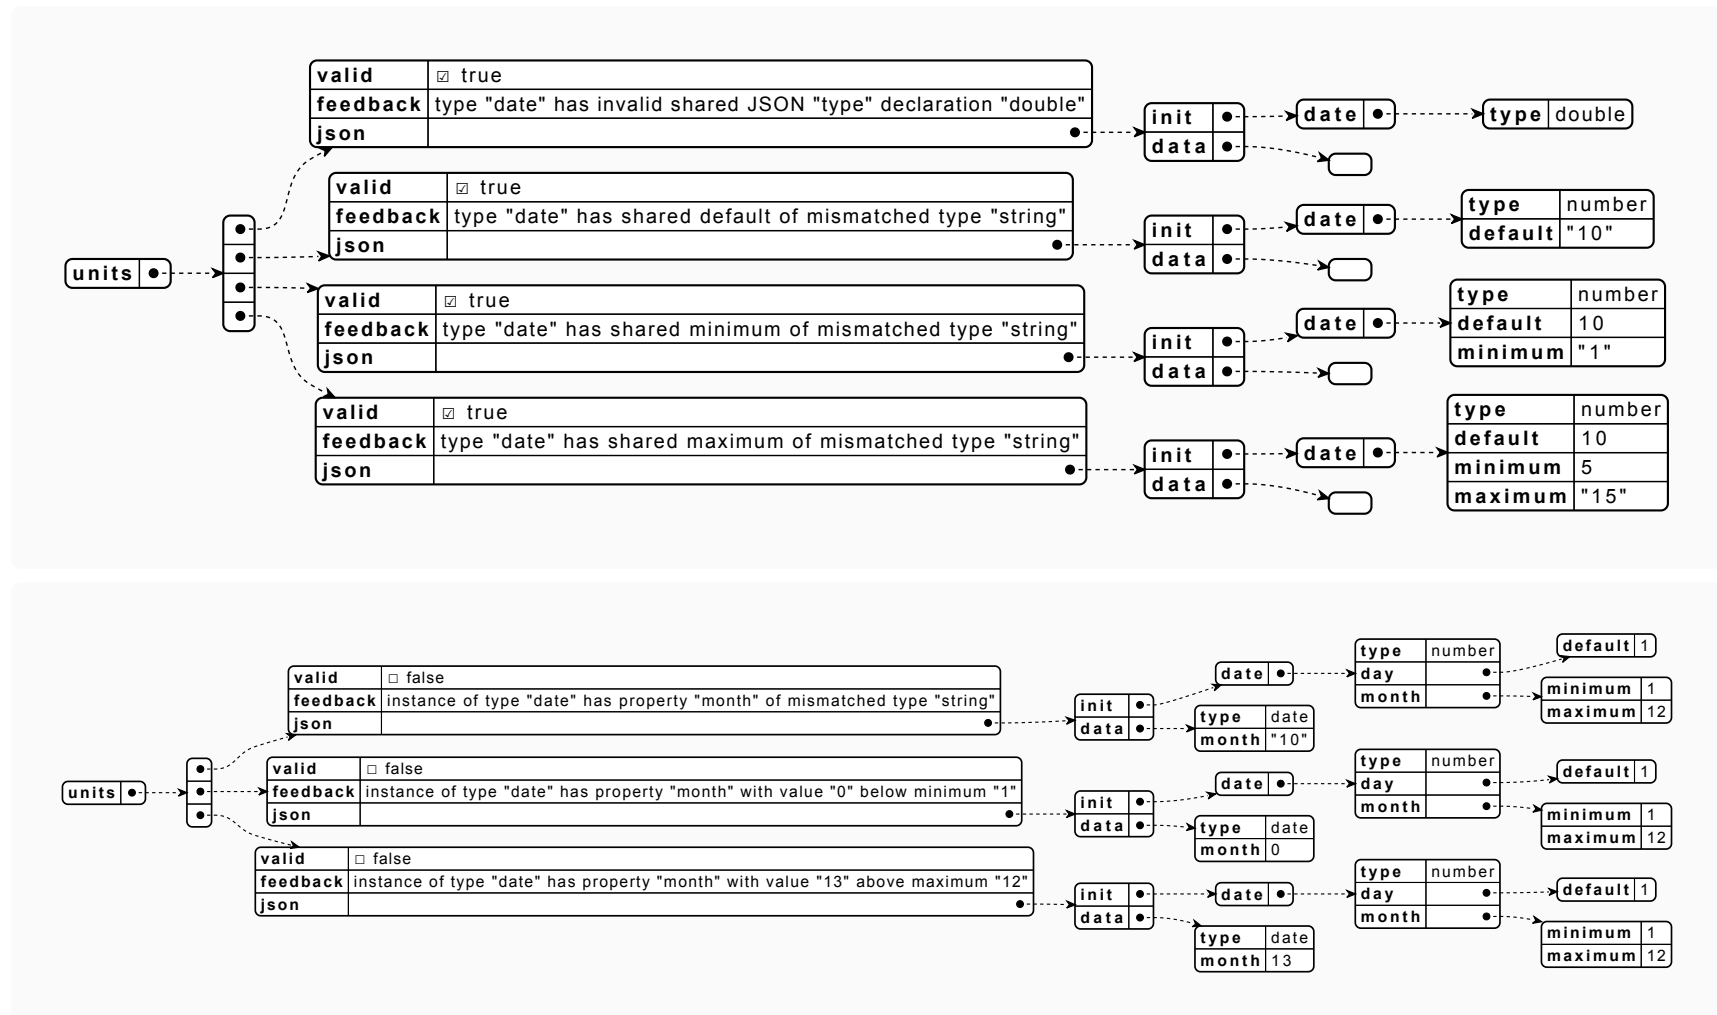 units
valid ☑ true
feedback type "date" has invalid shared JSON "type" declaration "double"
json
init
data
date
type double
valid ☑ true
feedback type "date" has shared default of mismatched type "string"
json
init
data
date
type number
default "10"
valid ☑ true
feedback type "date" has shared minimum of mismatched type "string"
json
init
data
date
type number
default 10
minimum "1"
valid ☑ true
feedback type "date" has shared maximum of mismatched type "string"
json
init
data
date
type number
default 10
minimum 5
maximum "15"
units
valid ☐ false
feedback instance of type "date" has property "month" of mismatched type "string"
json
init
data
date
type date
month "10"
type number
day
month
default 1
minimum 1
maximum 12
valid ☐ false
feedback instance of type "date" has property "month" with value "0" below minimum "1"
json
init
data
date
type date
month 0
type number
day
month
default 1
minimum 1
maximum 12
valid ☐ false
feedback instance of type "date" has property "month" with value "13" above maximum "12"
json
init
data
date
type date
month 13
type number
day
month
default 1
minimum 1
maximum 12